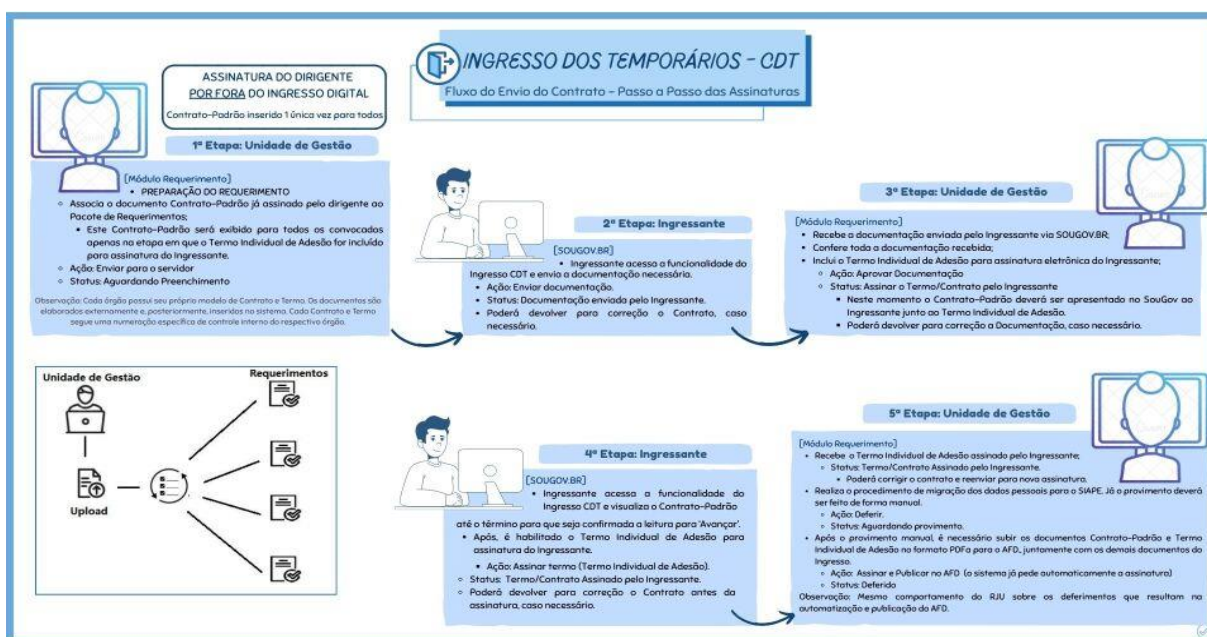 INGRESSO DOS TEMPORÁRIOS - CDT
Fluxo do Envio do Contrato - Passo a Passo das Assinaturas
ASSINATURA DO DIRIGENTE
POR FORA DO INGRESSO DIGITAL
Contrato-Padrão inserido 1 única vez para todos
1ª Etapa: Unidade de Gestão
[Módulo Requerimento]
PREPARAÇÃO DO REQUERIMENTO
Associa o documento Contrato-Padrão já assinado pelo dirigente ao
Pacote de Requerimentos;
Este Contrato-Padrão será exibido para todos os convocados
apenas na etapa em que o Termo Individual de Adesão for incluído
para assinatura do Ingressante.
Ação: Enviar para o servidor
Status: Aguardando Preenchimento
Observação: Cada órgão possui seu próprio modelo de Contrato e Termo. Os documentos são
elaborados externamente e, posteriormente, inseridos no sistema. Cada Contrato e Termo
segue uma numeração específica de controle interno do respectivo órgão.
2ª Etapa: Ingressante
[SOUGOV.BR]
Ingressante acessa a funcionalidade do
Ingresso CDT e envia a documentação necessária.
Ação: Enviar documentação.
Status: Documentação enviada pelo Ingressante.
Poderá devolver para correção o Contrato, caso
necessário.
3ª Etapa: Unidade de Gestão
[Módulo Requerimento]
Recebe a documentação enviada pelo Ingressante via SOUGOV.BR;
Confere toda a documentação recebida;
Inclui o Termo Individual de Adesão para assinatura eletrônica do Ingressante;
Ação: Aprovar Documentação
Status: Assinar o Termo/Contrato pelo Ingressante
Neste momento o Contrato-Padrão deverá ser apresentado no SouGov ao
Ingressante junto ao Termo Individual de Adesão.
Poderá devolver para correção a Documentação, caso necessário.
Unidade de Gestão
Requerimentos
Upload
4ª Etapa: Ingressante
[SOUGOV.BR]
Ingressante acessa a funcionalidade do
Ingresso CDT e visualiza o Contrato-Padrão
até o término para que seja confirmada a leitura para 'Avançar'.
Após, é habilitado o Termo Individual de Adesão para
assinatura do Ingressante.
Ação: Assinar termo (Termo Individual de Adesão).
Status: Termo/Contrato Assinado pelo Ingressante.
Poderá devolver para correção o Contrato antes da
assinatura, caso necessário.
5ª Etapa: Unidade de Gestão
[Módulo Requerimento]
Recebe o Termo Individual de Adesão assinado pelo Ingressante;
Status: Termo/Contrato Assinado pelo Ingressante.
Poderá corrigir o contrato e reenviar para nova assinatura.
Realiza o procedimento de migração dos dados pessoais para o SIAPE. Já o provimento deverá
ser feito de forma manual.
Ação: Deferir.
Status: Aguardando provimento.
Após o provimento manual, é necessário subir os documentos Contrato-Padrão e Termo
Individual de Adesão no formato PDFa para o AFD, juntamente com os demais documentos do
Ingresso.
Ação: Assinar e Publicar no AFD (o sistema já pede automaticamente a assinatura)
Status: Deferido
Observação: Mesmo comportamento do RJU sobre os deferimentos que resultam na
automatização e publicação do AFD.